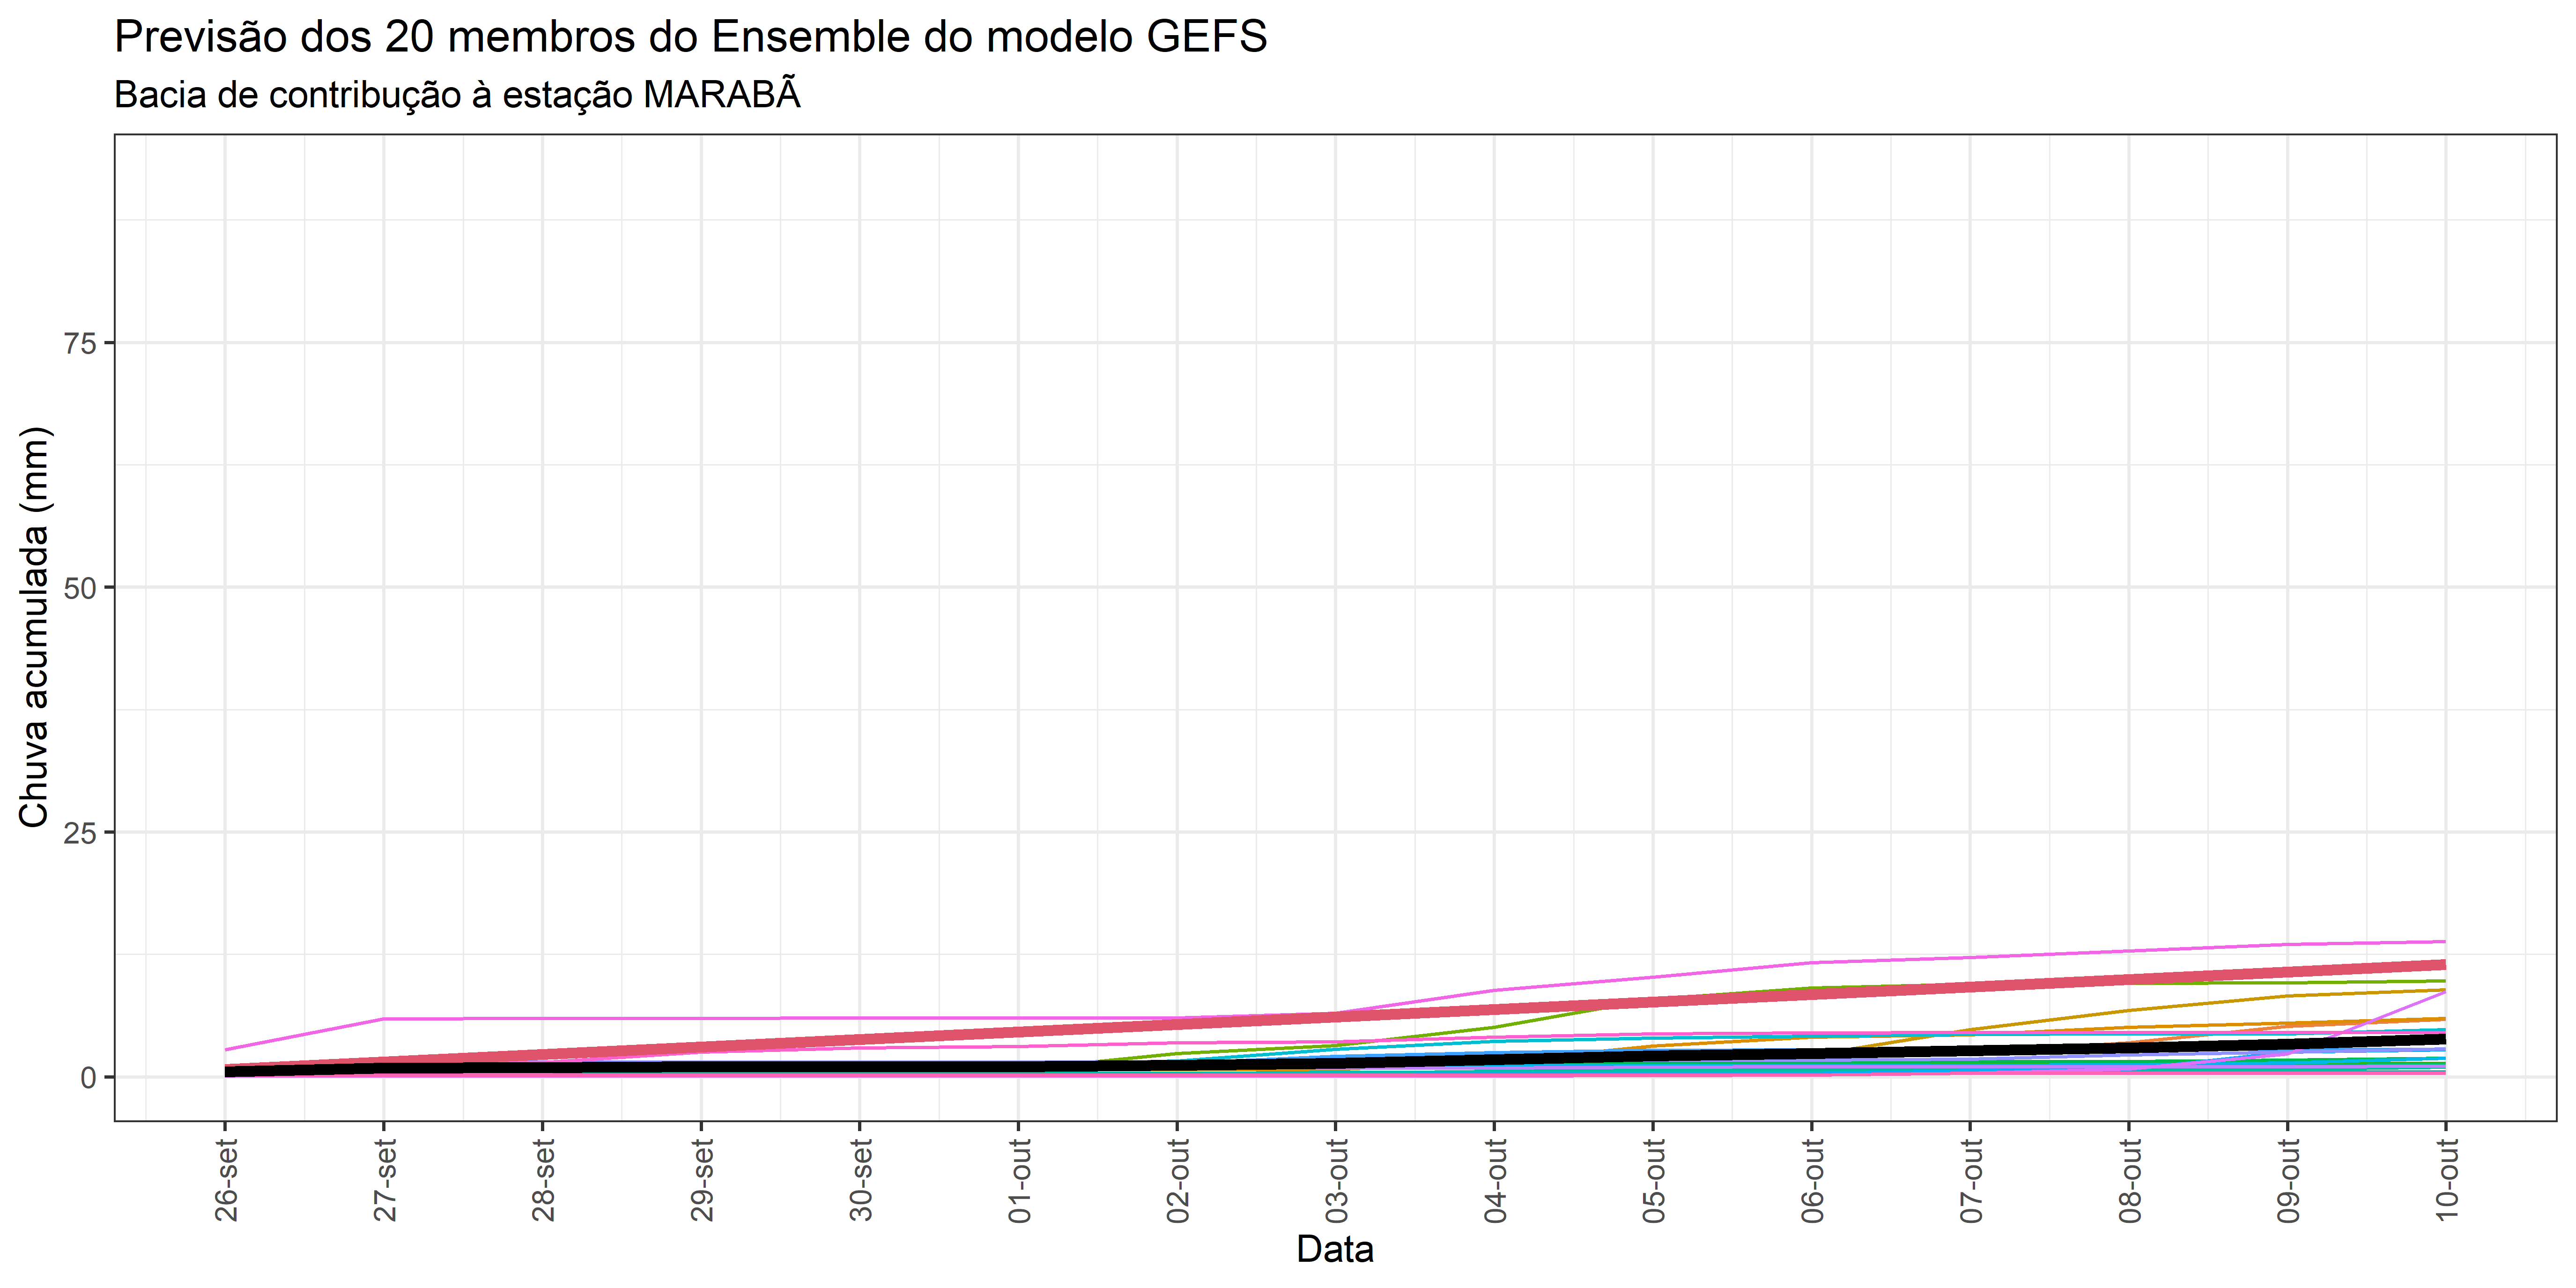 Previsão dos 20 membros do Ensemble do modelo GEFS
Bacia de contribução à estação MARABÃ
Chuva acumulada (mm)
75
50
25
0
26-set
27-set
28-set
29-set
30-set
01-out
02-out
03-out
04-out
05-out
06-out
07-out
08-out
09-out
10-out
Data